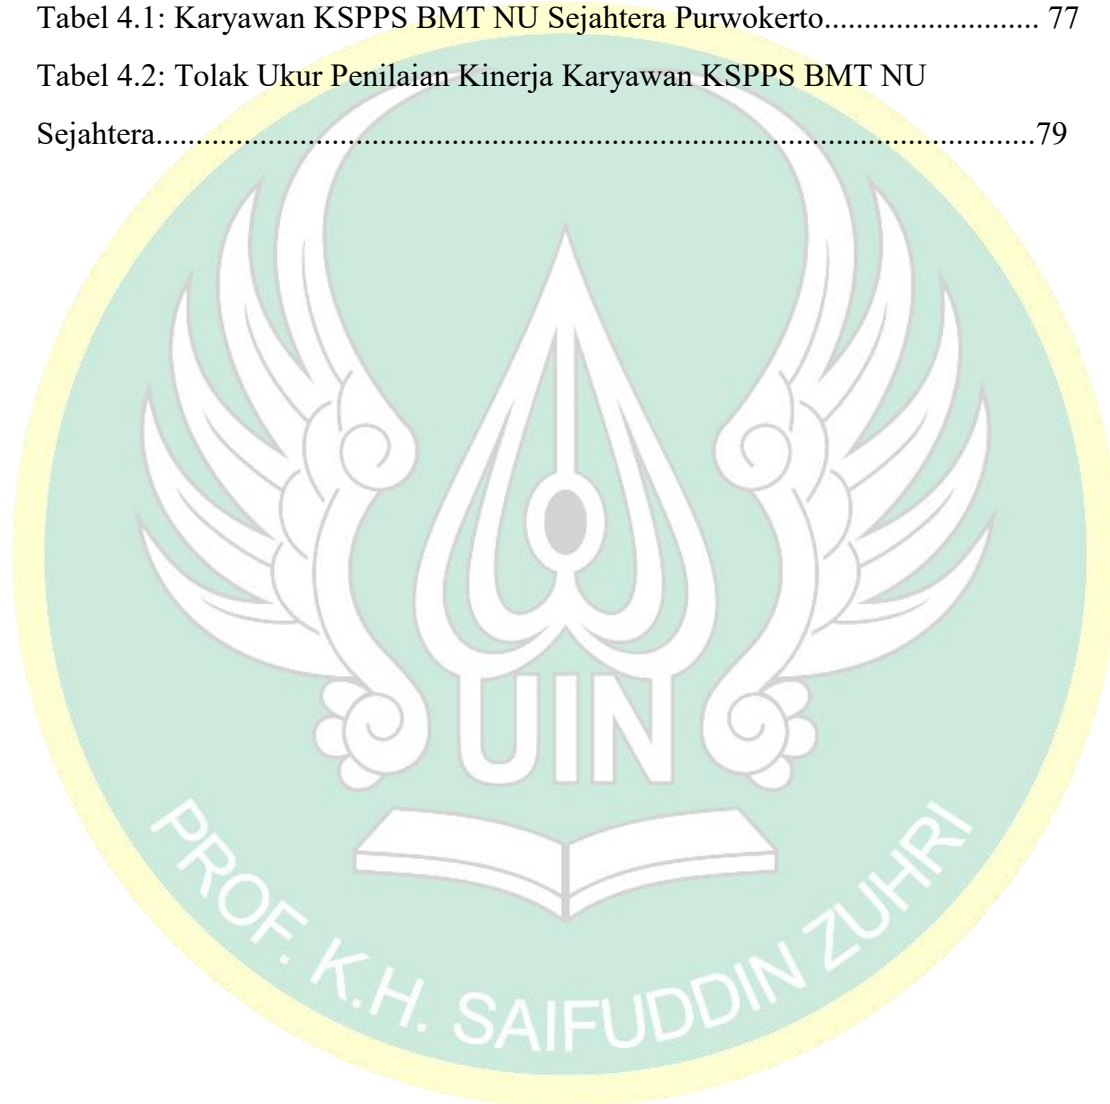 Tabel 4.1: Karyawan KSPPS BMT NU Sejahtera Purwokerto........................... 77
Tabel 4.2: Tolak Ukur Penilaian Kinerja Karyawan KSPPS BMT NU
Sejahtera..............................................................................................................79
UIN
PROF. K.H. SAIFUDDIN ZUHRI